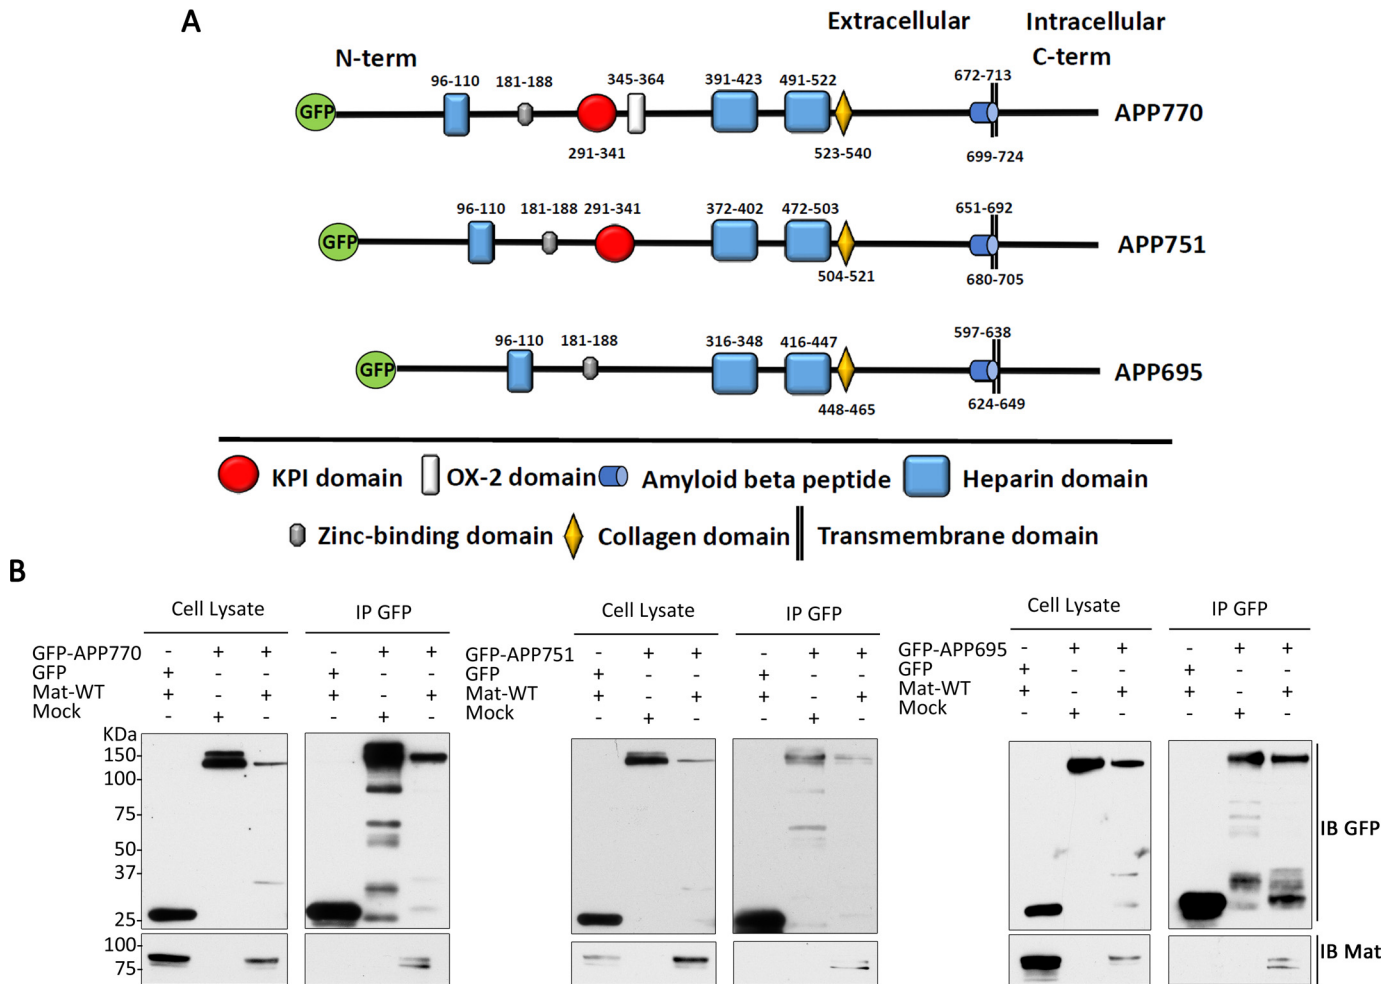 A
Extracellular
Intracellular
N-term
C-term
96-110 181-188 345-364 391-423 491-522 672-713
GFP
APP770
291-341 523-540 699-724
96-110 181-188 291-341 372-402 472-503 651-692
GFP
APP751
504-521 680-705
96-110 181-188 316-348 416-447 597-638
GFP
APP695
448-465 624-649
KPI domain OX-2 domain Amyloid beta peptide Heparin domain
Zinc-binding domain Collagen domain Transmembrane domain
B
Cell Lysate IP GFP
GFP-APP770 - + + - + +
GFP + - - + - -
Mat-WT + - + + - +
Mock - + - - + -
KDa
150-
100-
75-
50-
37-
25-
100-
75-
Cell Lysate IP GFP
GFP-APP751 - + + - + +
GFP + - - + - -
Mat-WT + - + + - +
Mock - + - - + -
Cell Lysate IP GFP
GFP-APP695 - + + - + +
GFP + - - + - -
Mat-WT + - + + - +
Mock - + - - + -
IB GFP
IB Mat